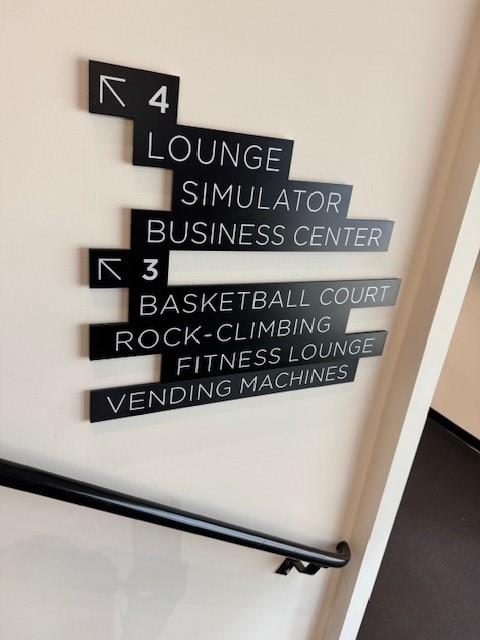 ↖ 4
LOUNGE
SIMULATOR
BUSINESS CENTER
↖ 3
BASKETBALL COURT
ROCK-CLIMBING
FITNESS LOUNGE
VENDING MACHINES